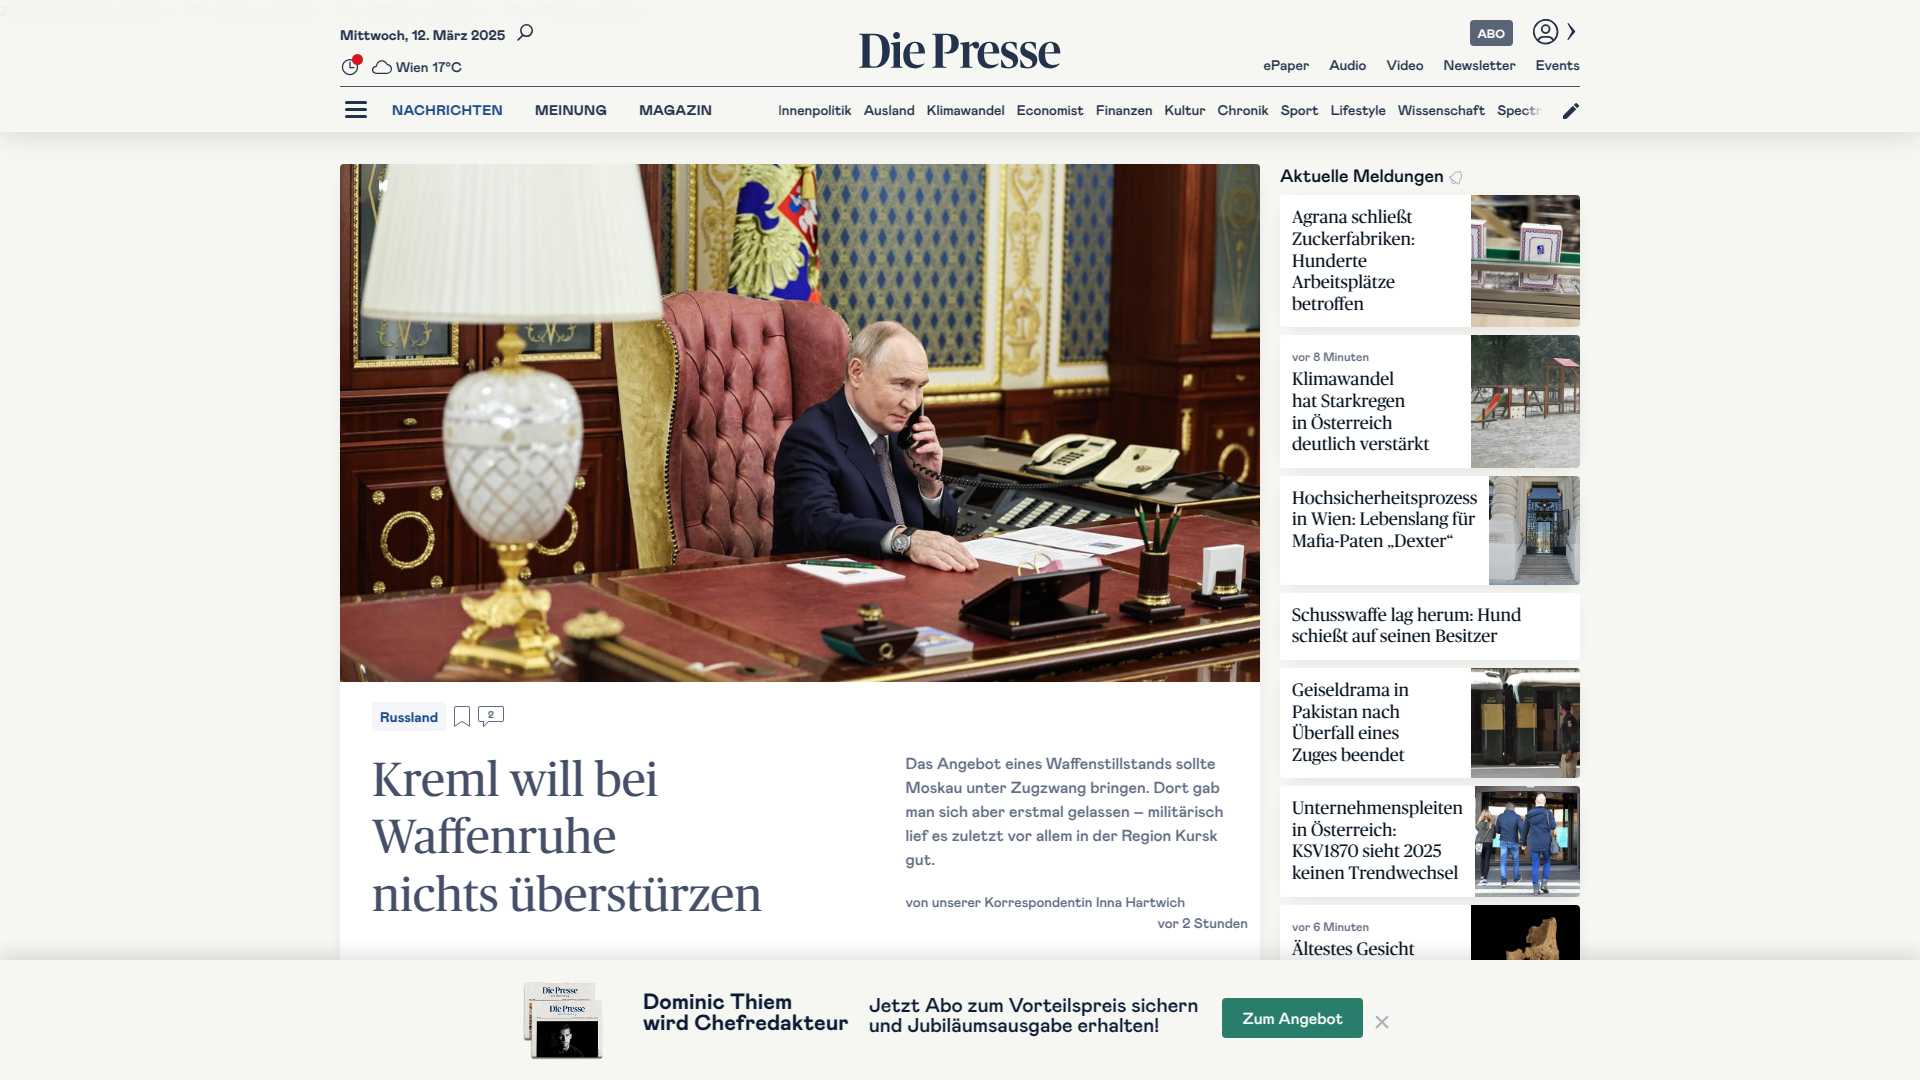 Mittwoch, 12. März 2025
Wien 17°C
Die Presse
ABO
ePaper Audio Video Newsletter Events
NACHRICHTEN MEINUNG MAGAZIN
Innenpolitik Ausland Klimawandel Economist Finanzen Kultur Chronik Sport Lifestyle Wissenschaft Spectr
Russland
2
Kreml will bei
Waffenruhe
nichts überstürzen
Das Angebot eines Waffenstillstands sollte
Moskau unter Zugzwang bringen. Dort gab
man sich aber erstmal gelassen – militärisch
lief es zuletzt vor allem in der Region Kursk
gut.
von unserer Korrespondentin Inna Hartwich
vor 2 Stunden
Aktuelle Meldungen
Agrana schließt
Zuckerfabriken:
Hunderte
Arbeitsplätze
betroffen
vor 8 Minuten
Klimawandel
hat Starkregen
in Österreich
deutlich verstärkt
Hochsicherheitsprozess
in Wien: Lebenslang für
Mafia-Paten „Dexter“
Schusswaffe lag herum: Hund
schießt auf seinen Besitzer
Geiseldrama in
Pakistan nach
Überfall eines
Zuges beendet
Unternehmenspleiten
in Österreich:
KSV1870 sieht 2025
keinen Trendwechsel
vor 6 Minuten
Ältestes Gesicht
Die Presse
Die Presse
Dominic Thiem
wird Chefredakteur
Jetzt Abo zum Vorteilspreis sichern
und Jubiläumsausgabe erhalten!
Zum Angebot